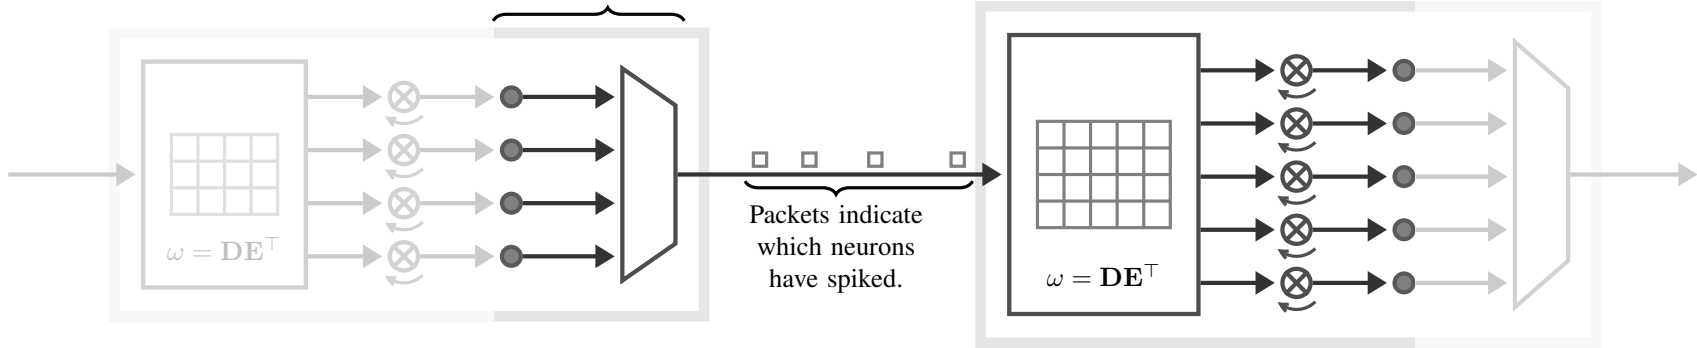 ω = DE⊤
Packets indicate
which neurons
have spiked.
ω = DE⊤